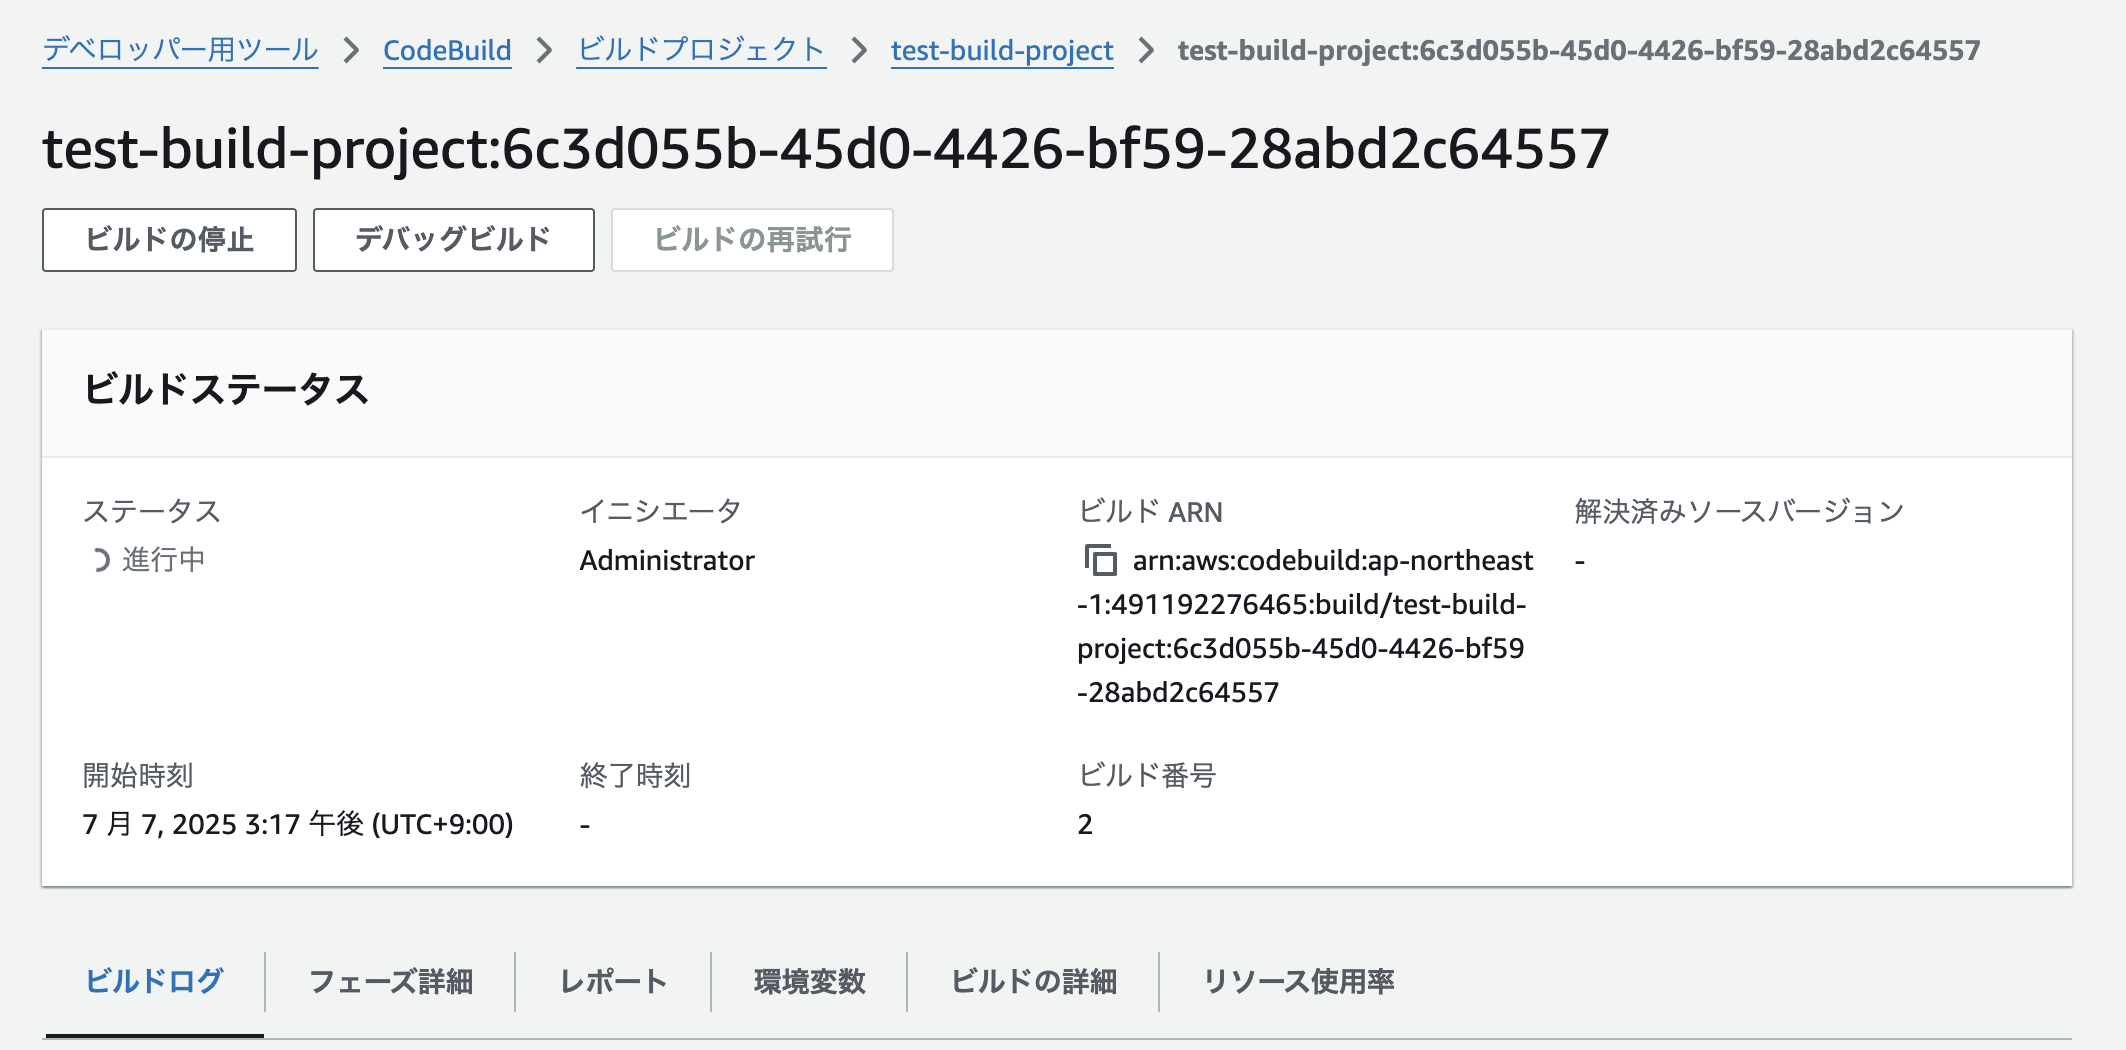 デベロッパー用ツール > CodeBuild > ビルドプロジェクト > test-build-project > test-build-project:6c3d055b-45d0-4426-bf59-28abd2c64557
test-build-project:6c3d055b-45d0-4426-bf59-28abd2c64557
ビルドの停止 デバッグビルド ビルドの再試行
ビルドステータス
ステータス
進行中
イニシエータ
Administrator
ビルド ARN
arn:aws:codebuild:ap-northeast
-1:491192276465:build/test-build-
project:6c3d055b-45d0-4426-bf59
-28abd2c64557
解決済みソースバージョン
-
開始時刻
7 月 7, 2025 3:17 午後 (UTC+9:00)
終了時刻
-
ビルド番号
2
ビルドログ フェーズ詳細 レポート 環境変数 ビルドの詳細 リソース使用率